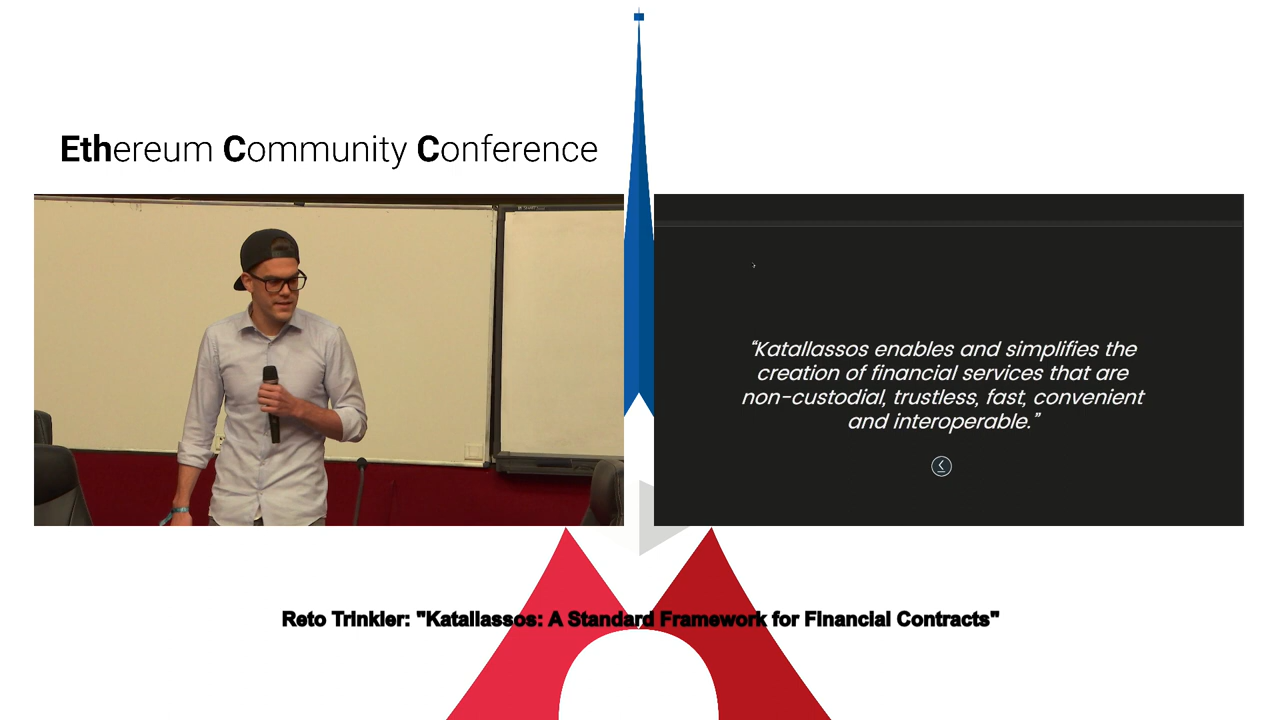 Ethereum Community Conference
“Katallassos enables and simplifies the
creation of financial services that are
non-custodial, trustless, fast, convenient
and interoperable.”
Reto Trinkler: "Katallassos: A Standard Framework for Financial Contracts"